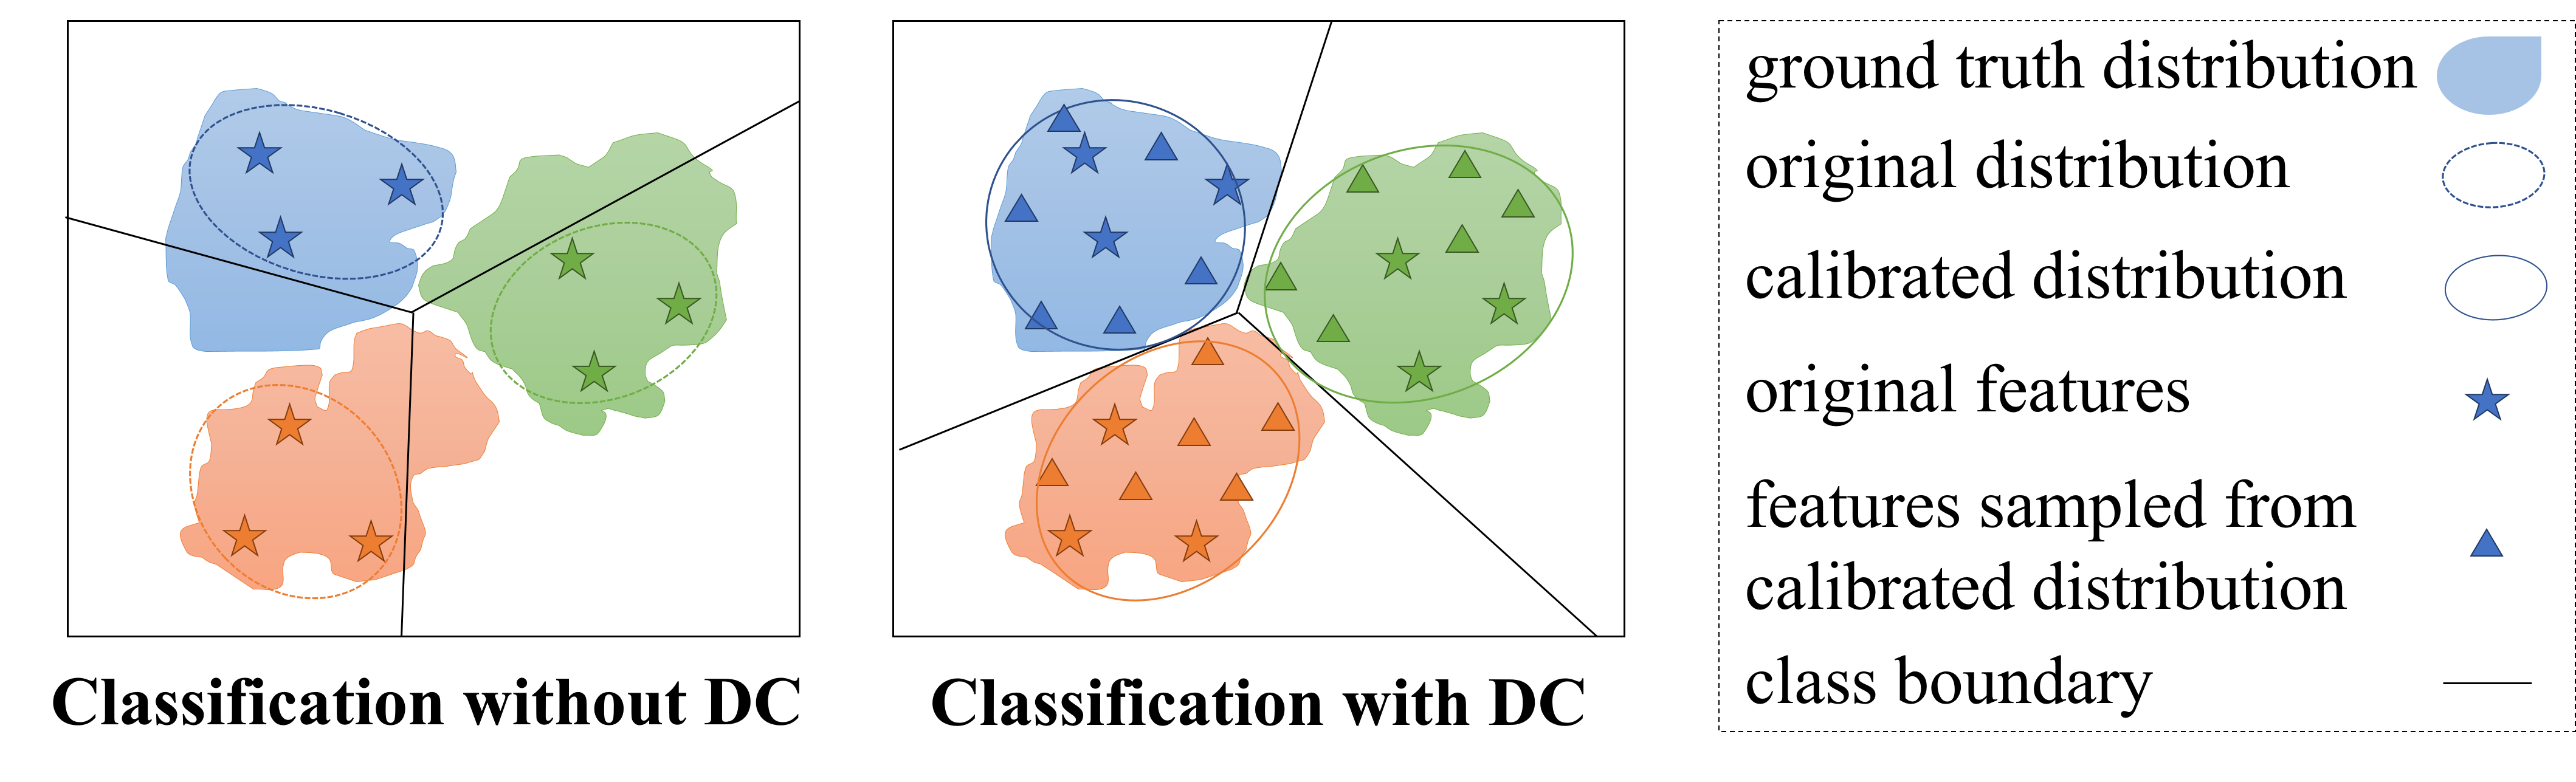 Classification without DC
Classification with DC
ground truth distribution
original distribution
calibrated distribution
original features
features sampled from
calibrated distribution
class boundary